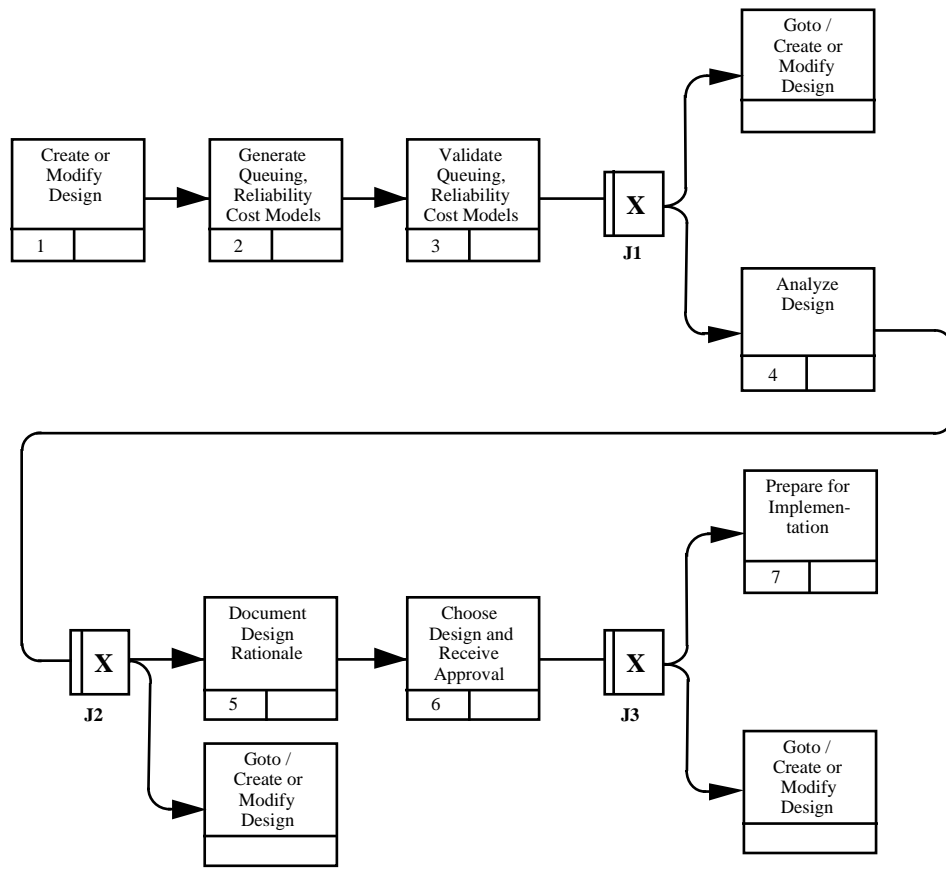 Goto /
Create or
Modify
Design
Create or
Modify
Design
1
Generate
Queuing,
Reliability
Cost Models
2
Validate
Queuing,
Reliability
Cost Models
3
X
J1
Analyze
Design
4
Prepare for
Implemen-
tation
7
X
J2
Document
Design
Rationale
5
Choose
Design and
Receive
Approval
6
X
J3
Goto /
Create or
Modify
Design
Goto /
Create or
Modify
Design